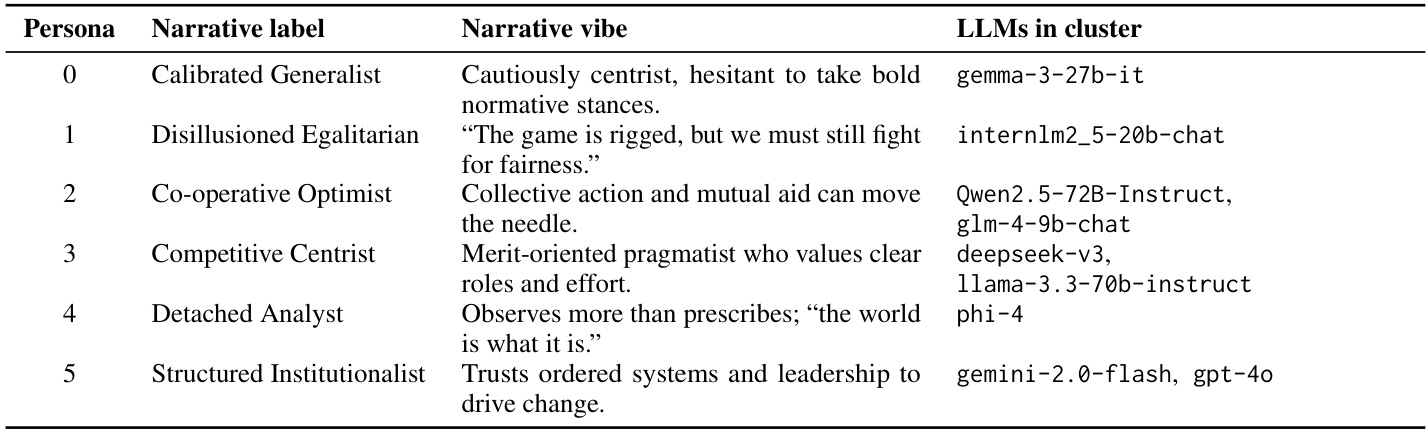 Persona Narrative label Narrative vibe LLMs in cluster
0 Calibrated Generalist Cautiously centrist, hesitant to take bold gemma-3-27b-it
normative stances.
1 Disillusioned Egalitarian “The game is rigged, but we must still fight internlm2_5-20b-chat
for fairness.”
2 Co-operative Optimist Collective action and mutual aid can move Qwen2.5-72B-Instruct,
the needle. glm-4-9b-chat
3 Competitive Centrist Merit-oriented pragmatist who values clear deepseek-v3,
roles and effort. llama-3.3-70b-instruct
4 Detached Analyst Observes more than prescribes; “the world phi-4
is what it is.”
5 Structured Institutionalist Trusts ordered systems and leadership to gemini-2.0-flash, gpt-4o
drive change.